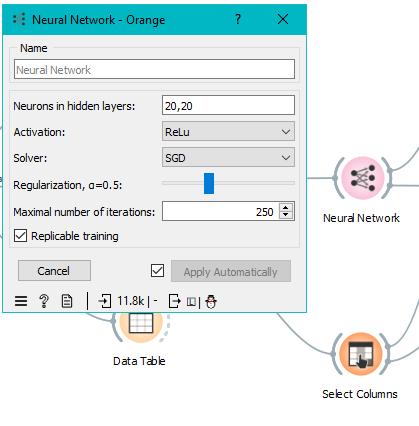 Neural Network - Orange
Name
Neural Network
Neurons in hidden layers: 20,20
Activation: ReLu
Solver: SGD
Regularization, α=0.5:
Maximal number of iterations: 250
Replicable training
Cancel
Apply Automatically
11.8k | -
Neural Network
Data Table
Select Columns